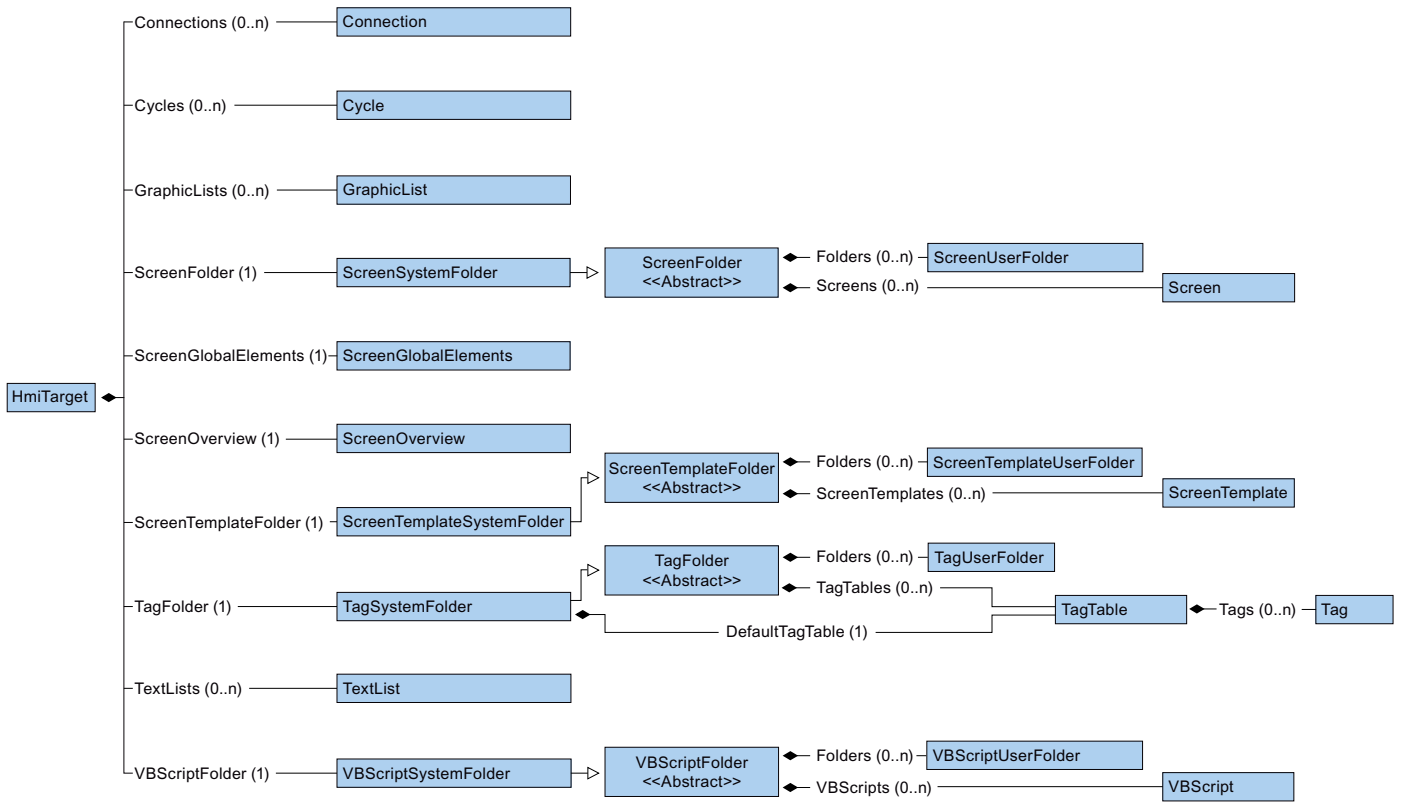 Connections (0..n)
Connection
Cycles (0..n)
Cycle
GraphicLists (0..n)
GraphicList
ScreenFolder (1)
ScreenSystemFolder
ScreenFolder
<<Abstract>>
Folders (0..n)
ScreenUserFolder
Screens (0..n)
Screen
ScreenGlobalElements (1)
ScreenGlobalElements
HmiTarget
ScreenOverview (1)
ScreenOverview
ScreenTemplateFolder (1)
ScreenTemplateSystemFolder
ScreenTemplateFolder
<<Abstract>>
Folders (0..n)
ScreenTemplateUserFolder
ScreenTemplates (0..n)
ScreenTemplate
TagFolder (1)
TagSystemFolder
TagFolder
<<Abstract>>
Folders (0..n)
TagUserFolder
TagTables (0..n)
DefaultTagTable (1)
TagTable
Tags (0..n)
Tag
TextLists (0..n)
TextList
VBScriptFolder (1)
VBScriptSystemFolder
VBScriptFolder
<<Abstract>>
Folders (0..n)
VBScriptUserFolder
VBScripts (0..n)
VBScript